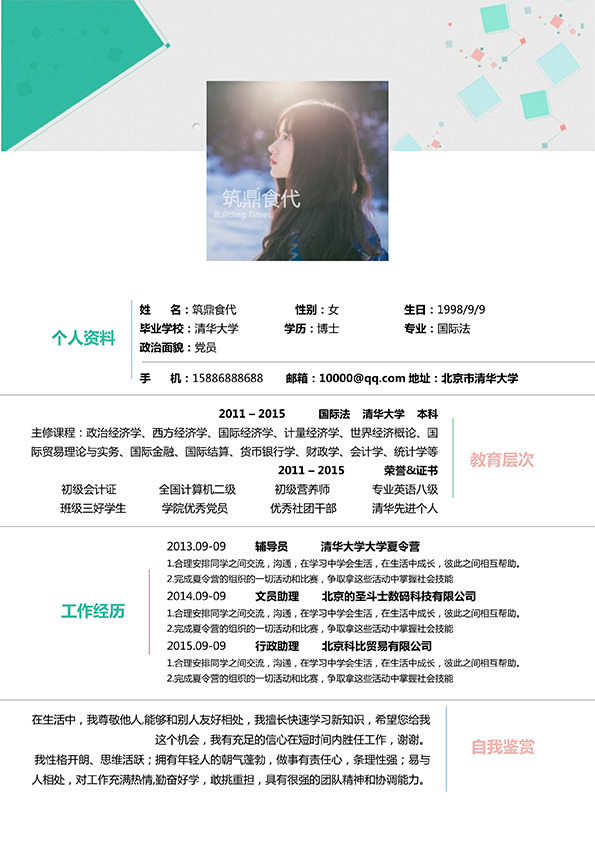 筑鼎食代
Building Times
姓 名：筑鼎食代 性别：女 生日：1998/9/9
毕业学校：清华大学 学历：博士 专业：国际法
政治面貌：党员
个人资料
手 机：15886888688 邮箱：10000@qq.com 地址：北京市清华大学
2011 – 2015 国际法 清华大学 本科
主修课程：政治经济学、西方经济学、国际经济学、计量经济学、世界经济概论、国
际贸易理论与实务、国际金融、国际结算、货币银行学、财政学、会计学、统计学等
教育层次
2011 – 2015 荣誉&证书
初级会计证 全国计算机二级 初级营养师 专业英语八级
班级三好学生 学院优秀党员 优秀社团干部 清华先进个人
2013.09-09 辅导员 清华大学大学夏令营
1.合理安排同学之间交流，沟通，在学习中学会生活，在生活中成长，彼此之间相互帮助。
2.完成夏令营的组织的一切活动和比赛，争取拿这些活动中掌握社会技能
2014.09-09 文员助理 北京的圣斗士数码科技有限公司
工作经历
1.合理安排同学之间交流，沟通，在学习中学会生活，在生活中成长，彼此之间相互帮助。
2.完成夏令营的组织的一切活动和比赛，争取拿这些活动中掌握社会技能
2015.09-09 行政助理 北京科比贸易有限公司
1.合理安排同学之间交流，沟通，在学习中学会生活，在生活中成长，彼此之间相互帮助。
2.完成夏令营的组织的一切活动和比赛，争取拿这些活动中掌握社会技能
在生活中，我尊敬他人,能够和别人友好相处，我擅长快速学习新知识，希望您给我
这个机会，我有充足的信心在短时间内胜任工作，谢谢。
自我鉴赏
我性格开朗、思维活跃；拥有年轻人的朝气蓬勃，做事有责任心，条理性强；易与
人相处，对工作充满热情,勤奋好学，敢挑重担，具有很强的团队精神和协调能力。